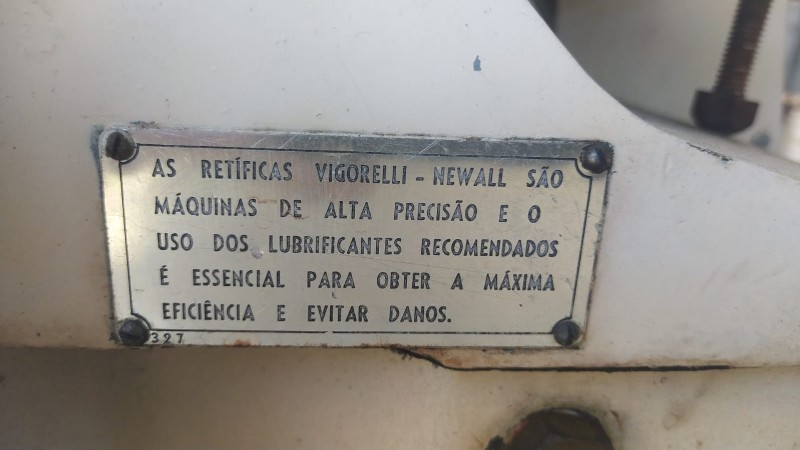 AS RETÍFICAS VIGORELLI - NEWALL SÃO
MÁQUINAS DE ALTA PRECISÃO E O
USO DOS LUBRIFICANTES RECOMENDADOS
É ESSENCIAL PARA OBTER A MÁXIMA
EFICIÊNCIA E EVITAR DANOS.
327